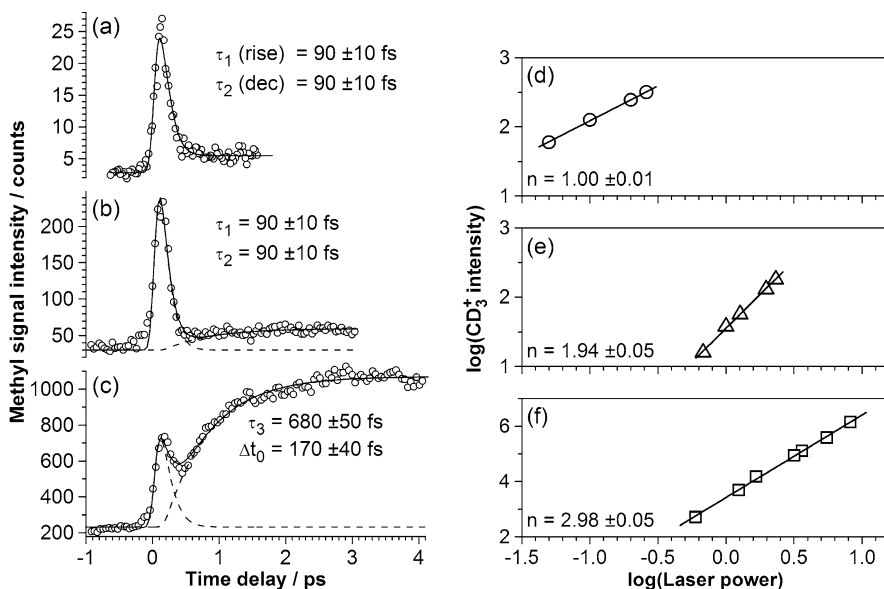 (a)
τ1 (rise) = 90 ±10 fs
τ2 (dec) = 90 ±10 fs
25
20
15
10
5
(b)
τ1 = 90 ±10 fs
τ2 = 90 ±10 fs
200
150
100
50
(c)
τ3 = 680 ±50 fs
Δt0 = 170 ±40 fs
1000
800
600
400
200
-1 0 1 2 3 4
Time delay / ps
Methyl signal intensity / counts
3
(d)
2
n = 1.00 ±0.01
1
3
(e)
2
n = 1.94 ±0.05
1
(f)
6
4
n = 2.98 ±0.05
2
-1.5 -1.0 -0.5 0.0 0.5 1.0
log(Laser power)
log(CD3+ intensity)